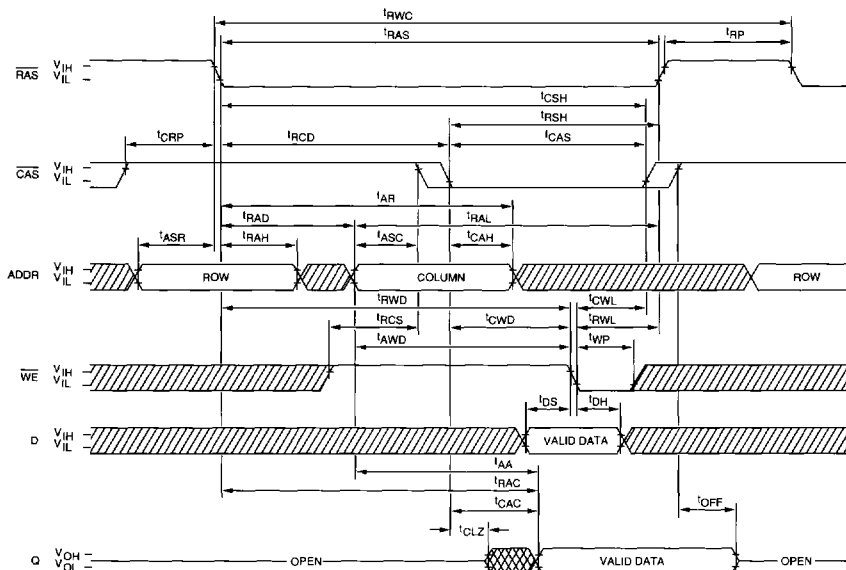 tRWC
tRAS
tRP
RAS
VIH
VIL
tCSH
tRSH
tCRP
tRCD
tCAS
CAS
VIH
VIL
tAR
tRAD
tRAL
tASR
tRAH
tASC
tCAH
ADDR
VIH
VIL
ROW
COLUMN
ROW
tRWD
tCWL
tRCS
tCWD
tRWL
tAWD
tWP
WE
VIH
VIL
tDS
tDH
D
VIH
VIL
VALID DATA
tAA
tRAC
tCAC
tOFF
tCLZ
Q
VOH
VOL
OPEN
VALID DATA
OPEN